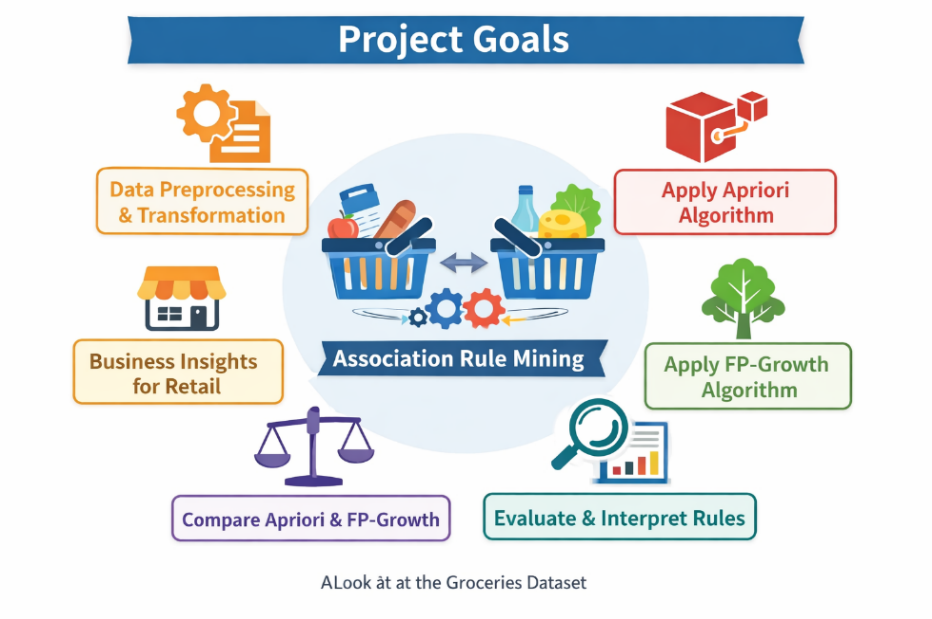 Project Goals
Data Preprocessing
& Transformation
Apply Apriori
Algorithm
Business Insights
for Retail
Association Rule Mining
Apply FP-Growth
Algorithm
Compare Apriori & FP-Growth
Evaluate & Interpret Rules
ALook ảt at the Groceries Dataset